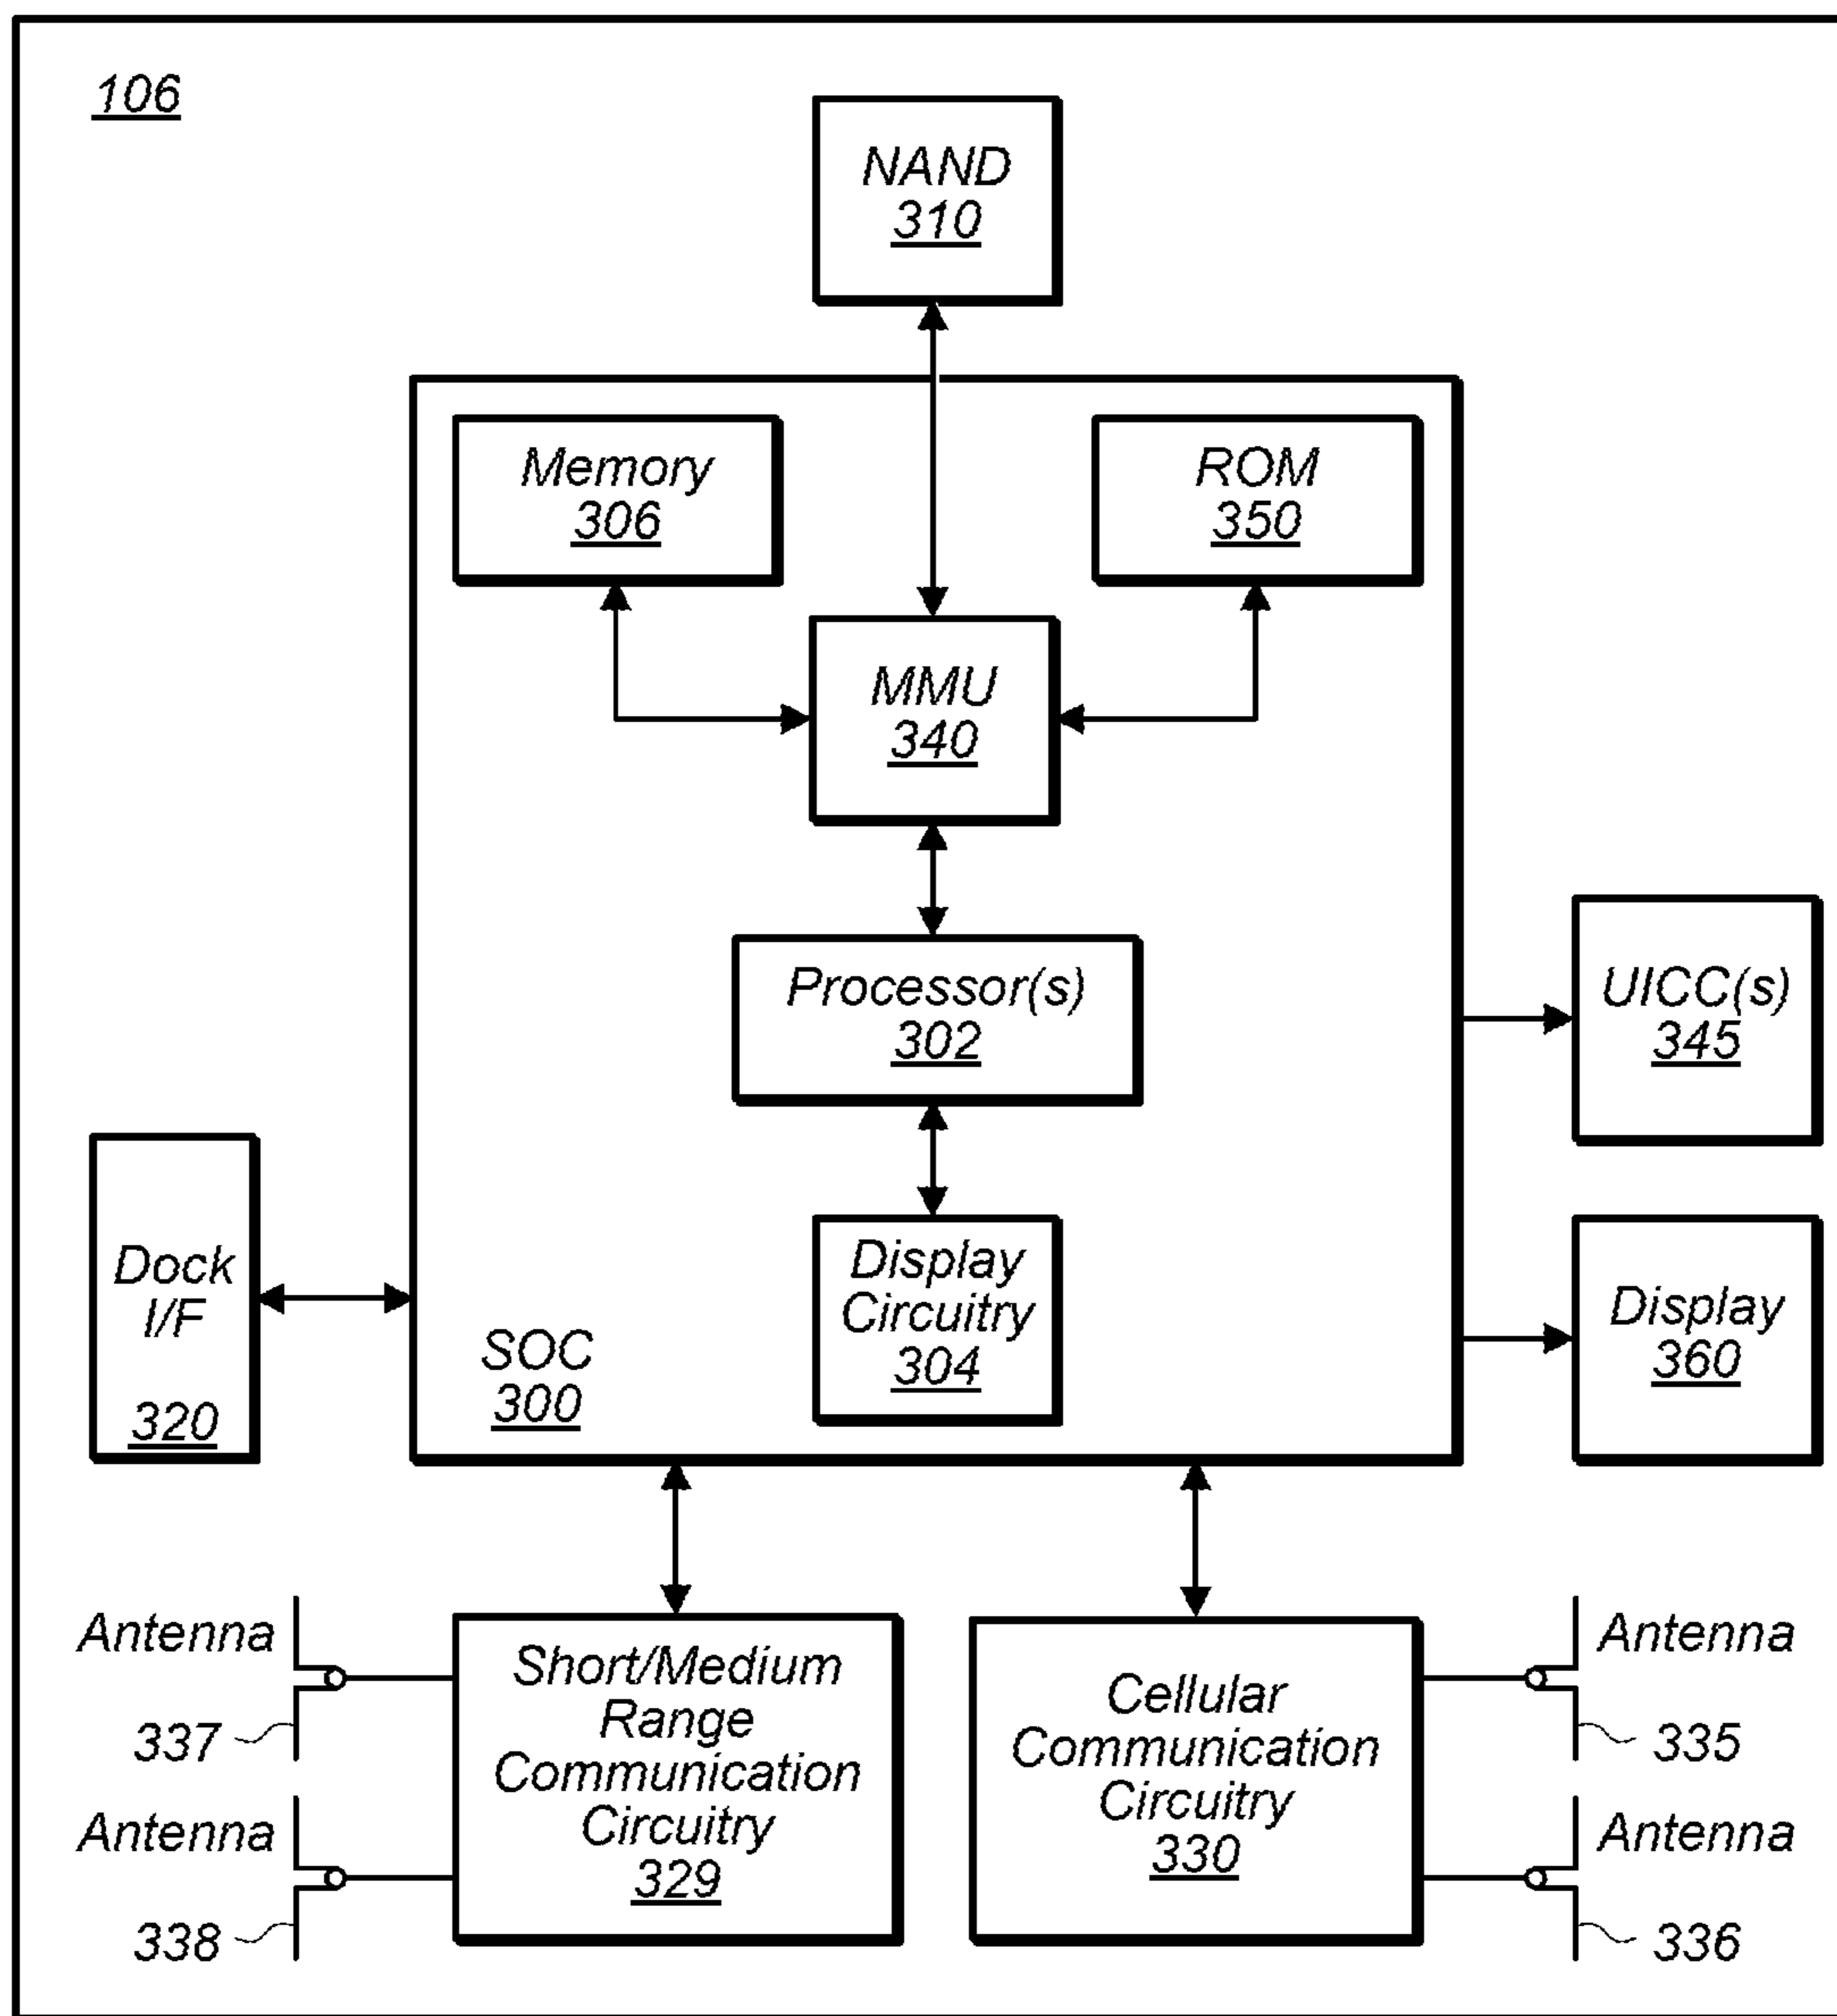 106
NAND
310
Memory
306
ROM
350
MMU
340
Processor(s)
302
UICC(s)
345
Dock
I/F
320
Display
Circuitry
304
SOC
300
Display
360
Antenna
337
Antenna
338
Short/Medium
Range
Communication
Circuitry
329
Cellular
Communication
Circuitry
330
Antenna
335
Antenna
336